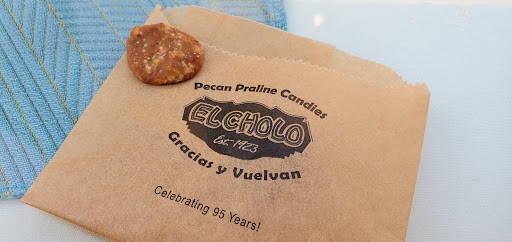 Pecan Praline Candies
EL CHOLO
Est. 1923
Gracias y Vuelvan
Celebrating 95 Years!